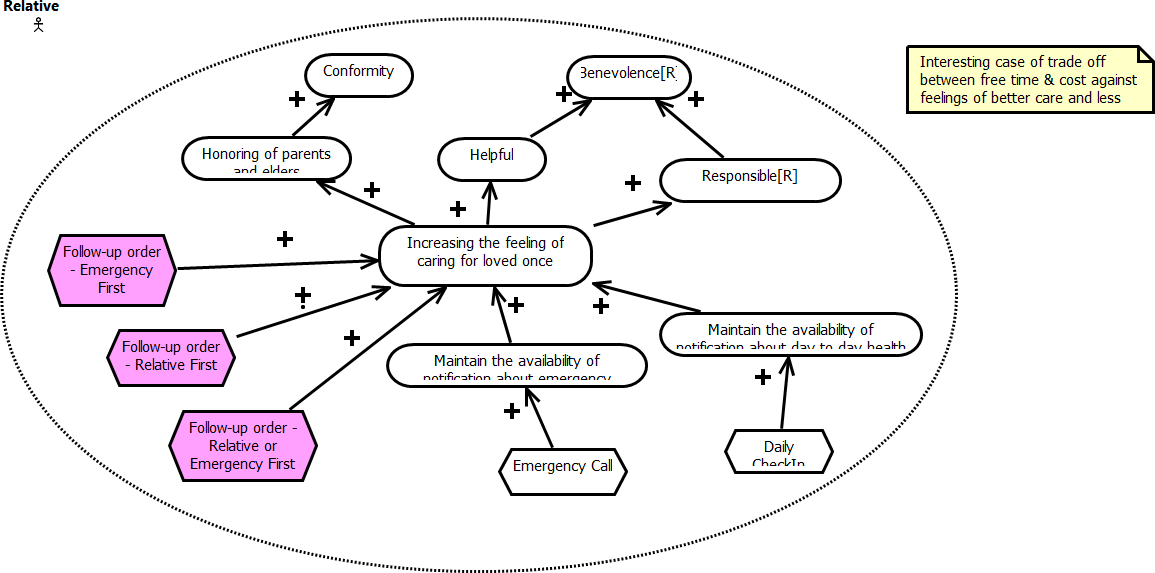 Relative
Conformity
Benevolence[R]
Interesting case of trade off
between free time & cost against
feelings of better care and less
Honoring of parents
and elders
Helpful
Responsible[R]
Increasing the feeling of
caring for loved once
Follow-up order
- Emergency
First
Follow-up order
- Relative First
Follow-up order -
Relative or
Emergency First
Maintain the availability of
notification about emergency
Maintain the availability of
notification about day to day health
Emergency Call
Daily
CheckIn
+
+
+
+
+
+
+
+
+
+
+
+
+